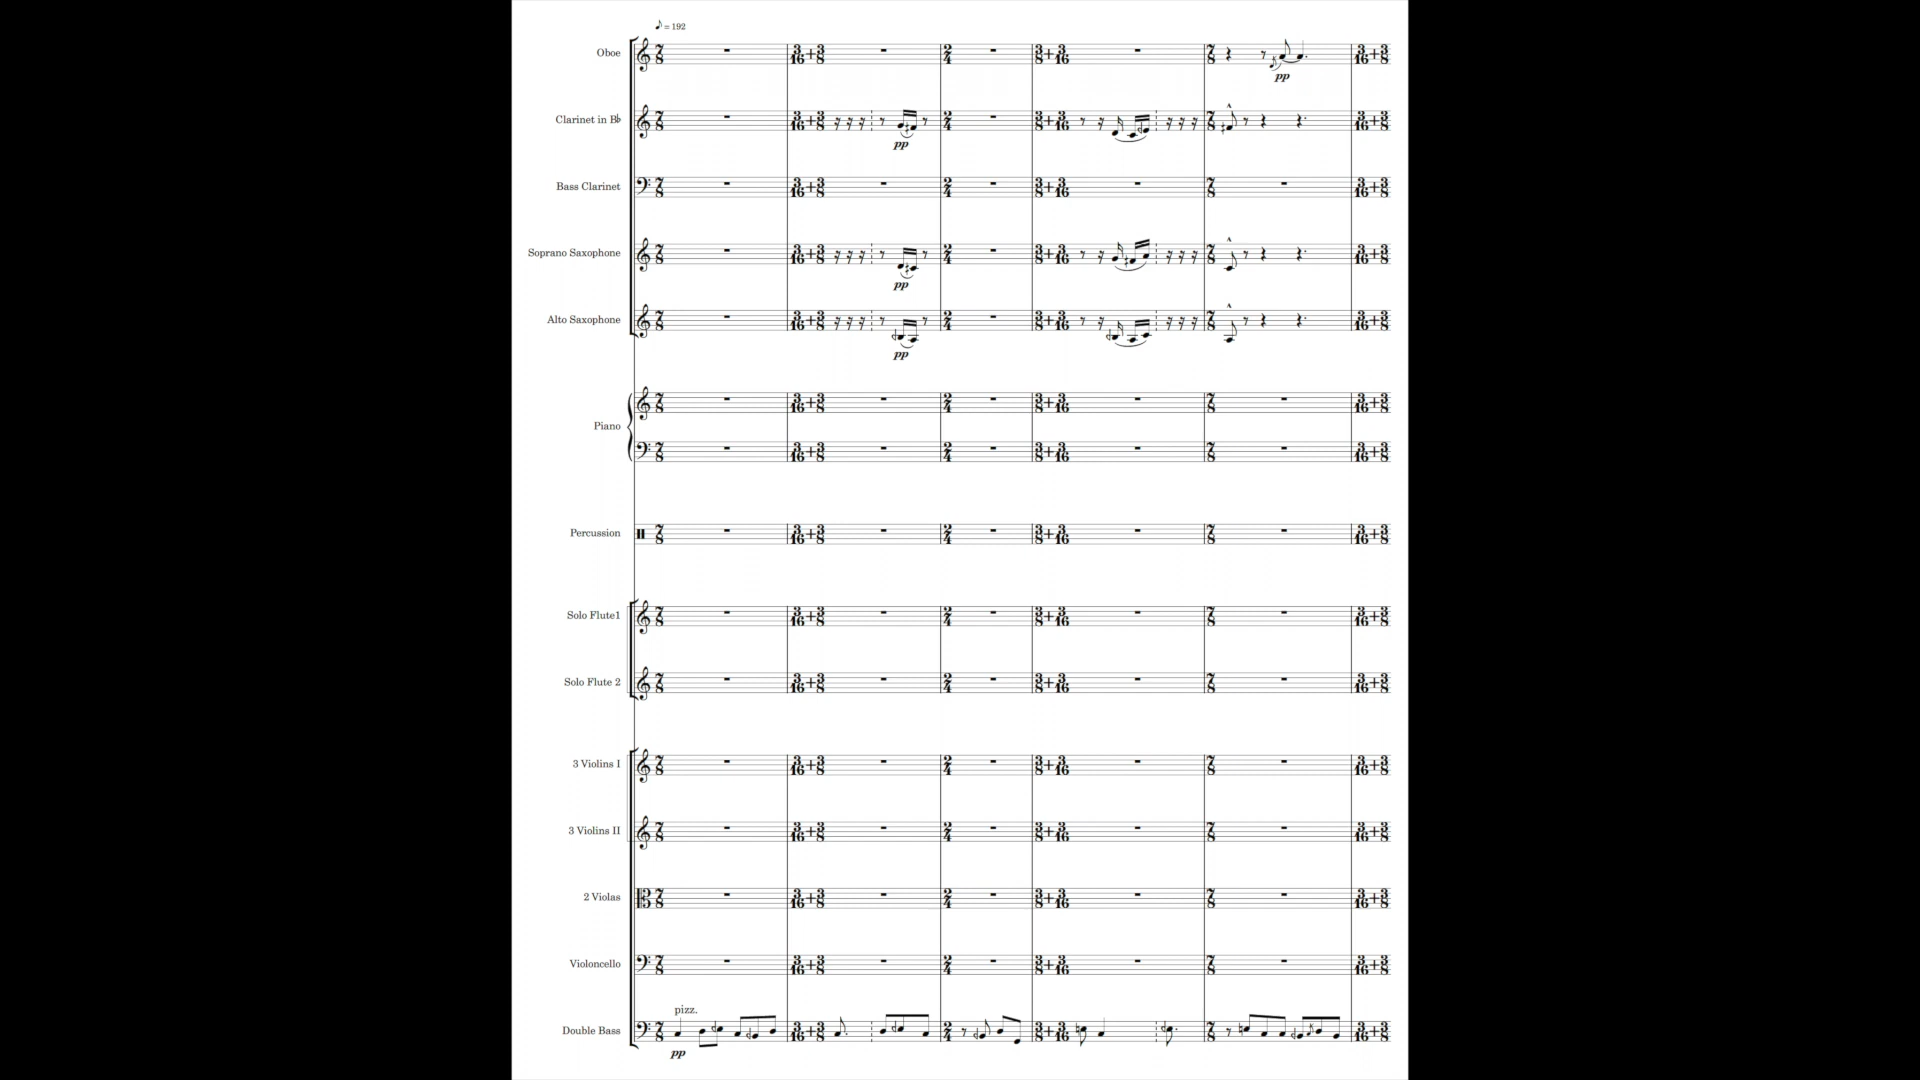 ♪ = 192
Oboe
pp
Clarinet in B♭
pp
Bass Clarinet
Soprano Saxophone
pp
Alto Saxophone
pp
Piano
Percussion
Solo Flute1
Solo Flute 2
3 Violins I
3 Violins II
2 Violas
Violoncello
pizz.
Double Bass
pp